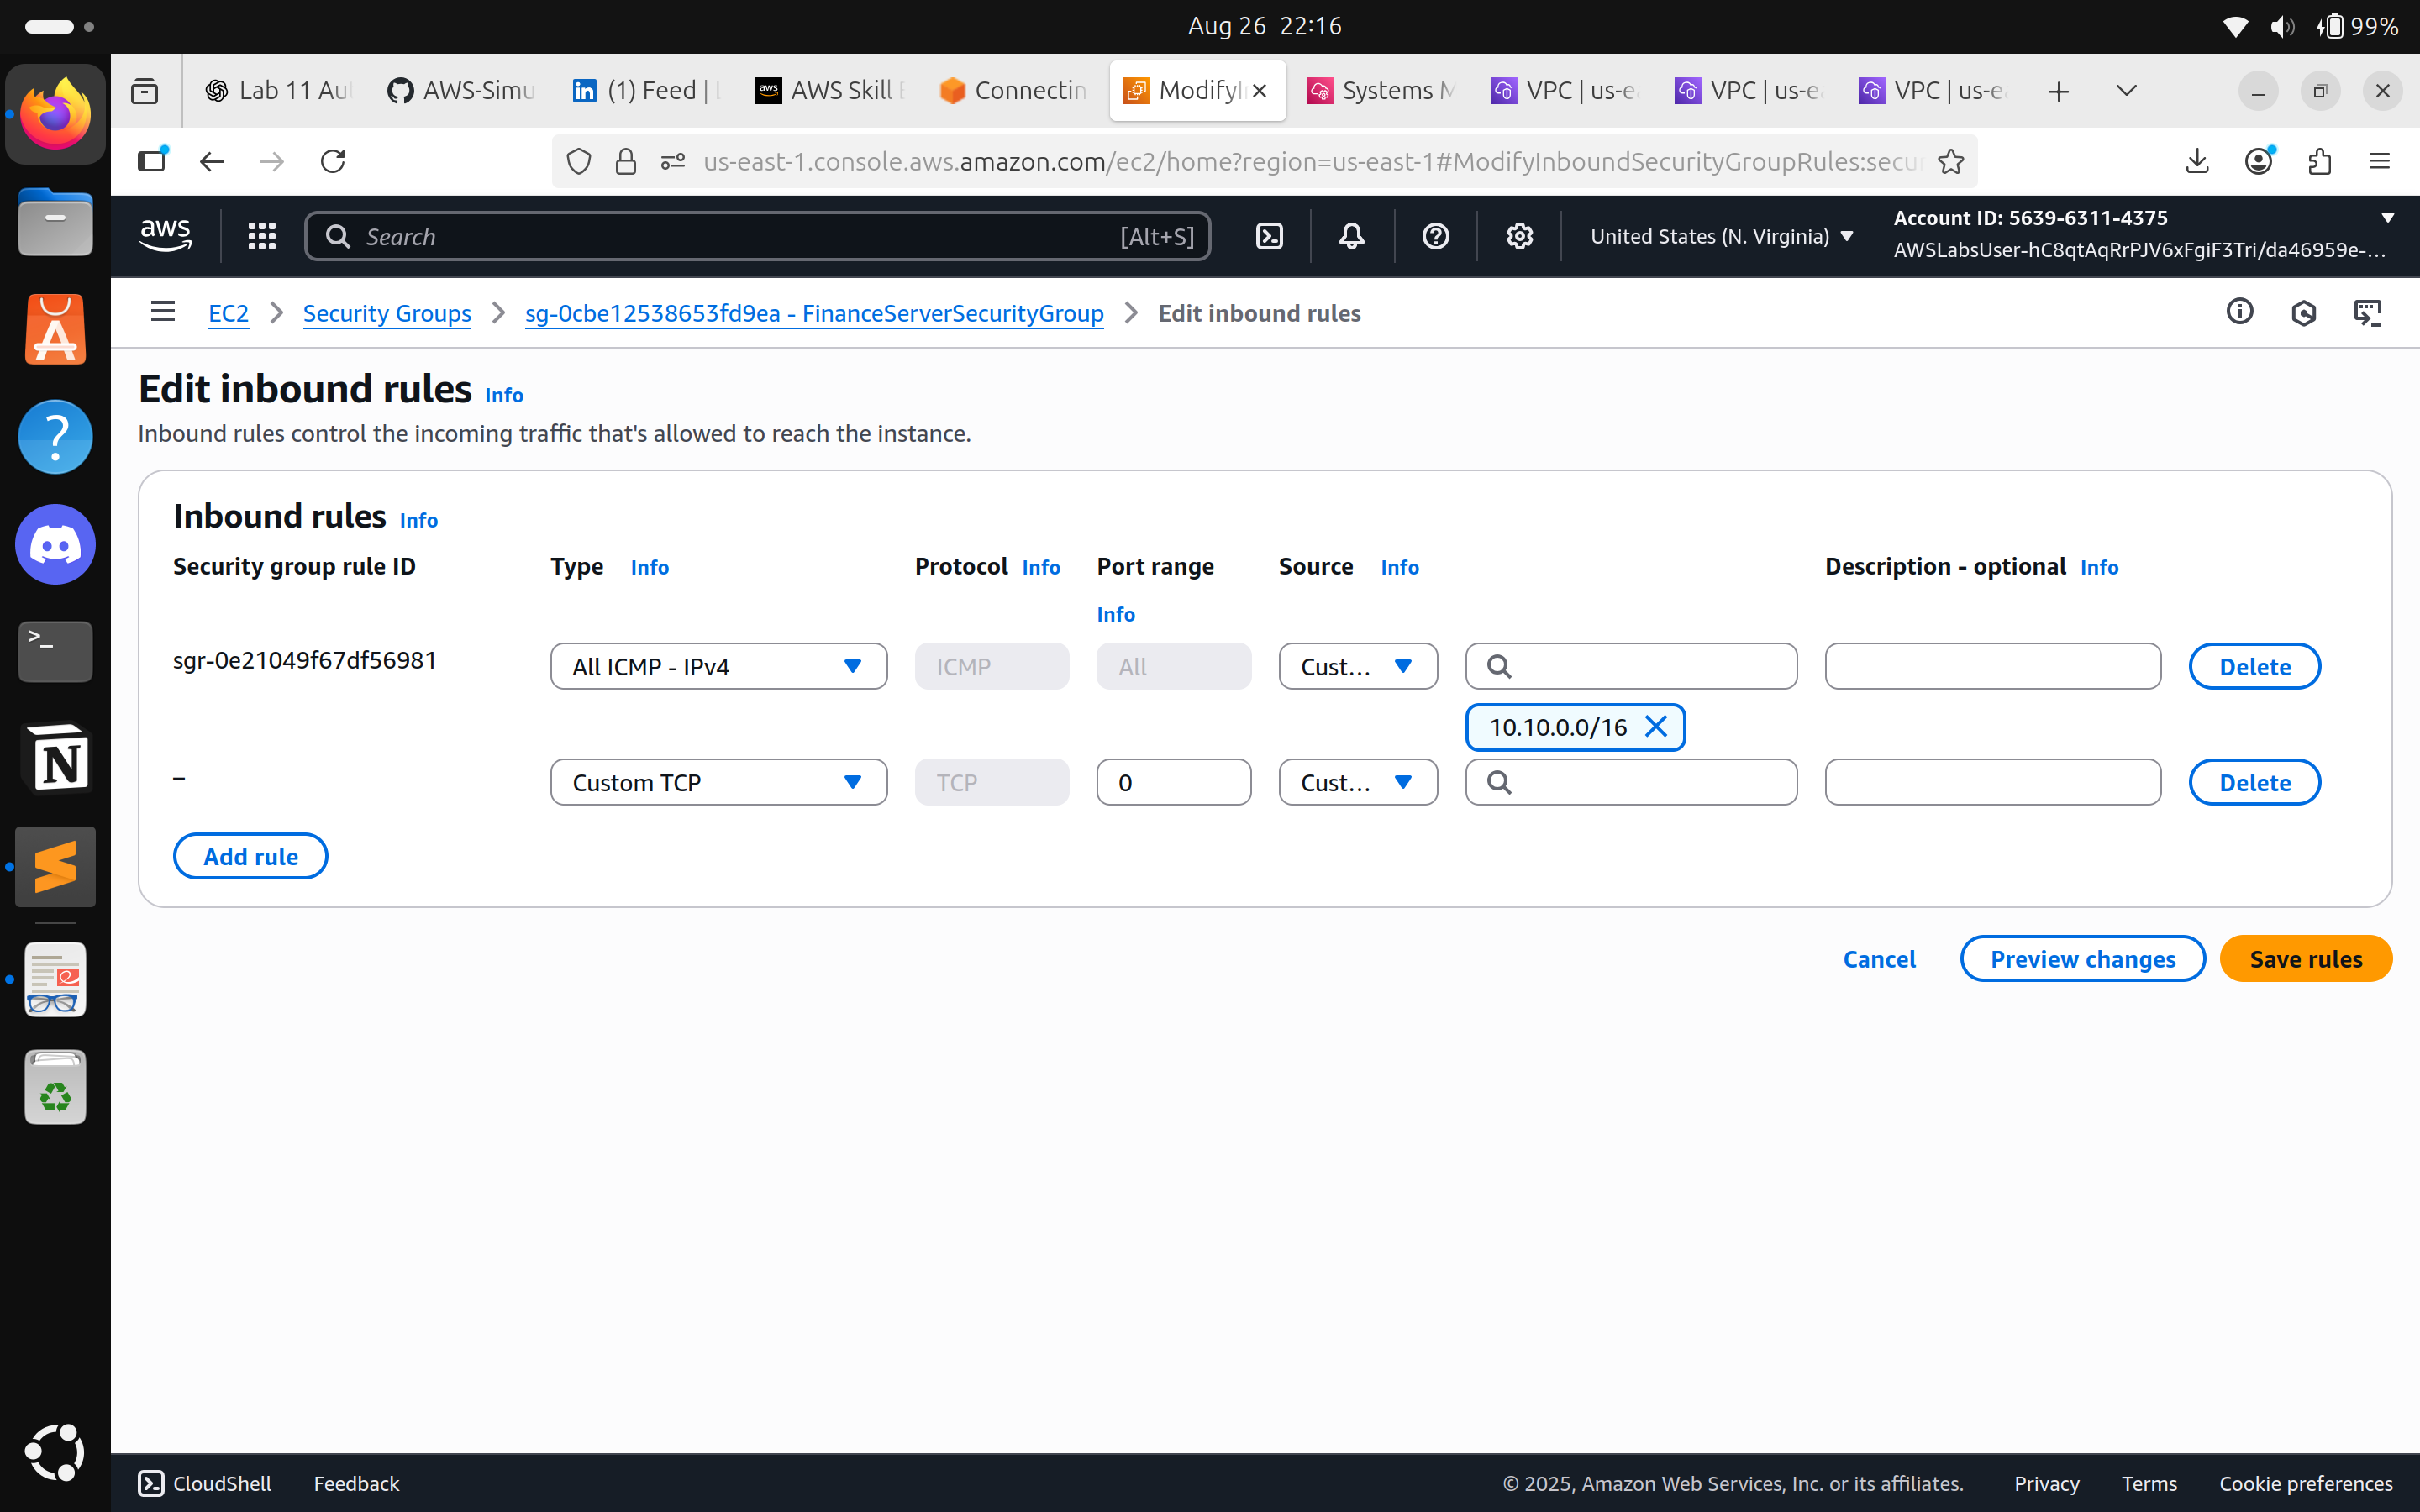 Aug 26 22:16
99%
Lab 11 Au
AWS-Simu
(1) Feed |
aws
AWS Skill
Connectin
Modify
Systems
VPC | us-e
VPC | us-e
VPC | us-e
us-east-1.console.aws.amazon.com/ec2/home?region=us-east-1#ModifyInboundSecurityGroupRules:secur
aws
Search
[Alt+S]
United States (N. Virginia)
Account ID: 5639-6311-4375
AWSLabsUser-hC8qtAqRrPJV6xFgiF3Tri/da46959e-...
EC2
Security Groups
sg-0cbe12538653fd9ea - FinanceServerSecurityGroup
Edit inbound rules
Edit inbound rules Info
Inbound rules control the incoming traffic that's allowed to reach the instance.
Inbound rules Info
Security group rule ID
Type Info
Protocol Info
Port range
Info
Source Info
Description - optional Info
sgr-0e21049f67df56981
All ICMP - IPv4
ICMP
All
Cust...
Delete
10.10.0.0/16
–
Custom TCP
TCP
0
Cust...
Delete
Add rule
Cancel
Preview changes
Save rules
CloudShell
Feedback
© 2025, Amazon Web Services, Inc. or its affiliates.
Privacy
Terms
Cookie preferences